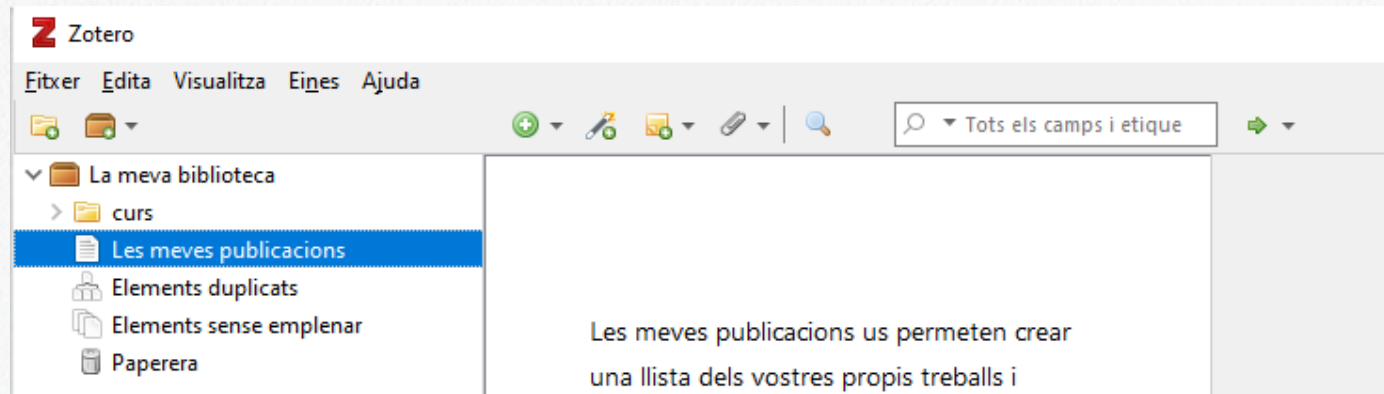 Zotero
Fitxer Edita Visualitza Eines Ajuda
Tots els camps i etique
La meva biblioteca
curs
Les meves publicacions
Elements duplicats
Elements sense emplenar
Paperera
Les meves publicacions us permeten crear
una llista dels vostres propis treballs i